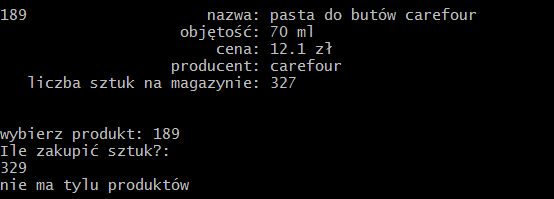 189 nazwa: pasta do butów carefour
objętość: 70 ml
cena: 12.1 zł
producent: carefour
liczba sztuk na magazynie: 327
wybierz produkt: 189
Ile zakupić sztuk?:
329
nie ma tylu produktów